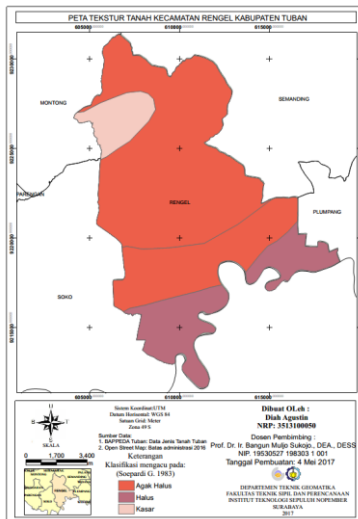 PETA TEKSTUR TANAH KECAMATAN RENGEL KABUPATEN TUBAN
605000 610000 615000
MONTONG
SEMANDING
RENGEL
PLUMPANG
SOKO
605000 610000 615000
SKALA
0 1,700 3,400
Sistem Koordinat:UTM
Datum Horizontal: WGS 84
Satuan Grid: Meter
Zona 49 S
Sumber Data:
1. BAPPEDA Tuban: Data Jenis Tanah Tuban
2. Open Street Map: Batas administrasi 2016
Keterangan
Klasifikasi mengacu pada:
(Soepardi G. 1983)
Agak Halus
Halus
Kasar
Dibuat OLeh :
Diah Agustin
NRP: 3513100050
Dosen Pembimbing :
Prof. Dr. Ir. Bangun Muljo Sukojo., DEA., DESS
NIP. 19530527 198303 1 001
Tanggal Pembuatan: 4 Mei 2017
DEPARTEMEN TEKNIK GEOMATIKA
FAKULTAS TEKNIK SIPIL DAN PERENCANAAN
INSTITUT TEKNOLOGI SEPULUH NOPEMBER
SURABAYA
2017